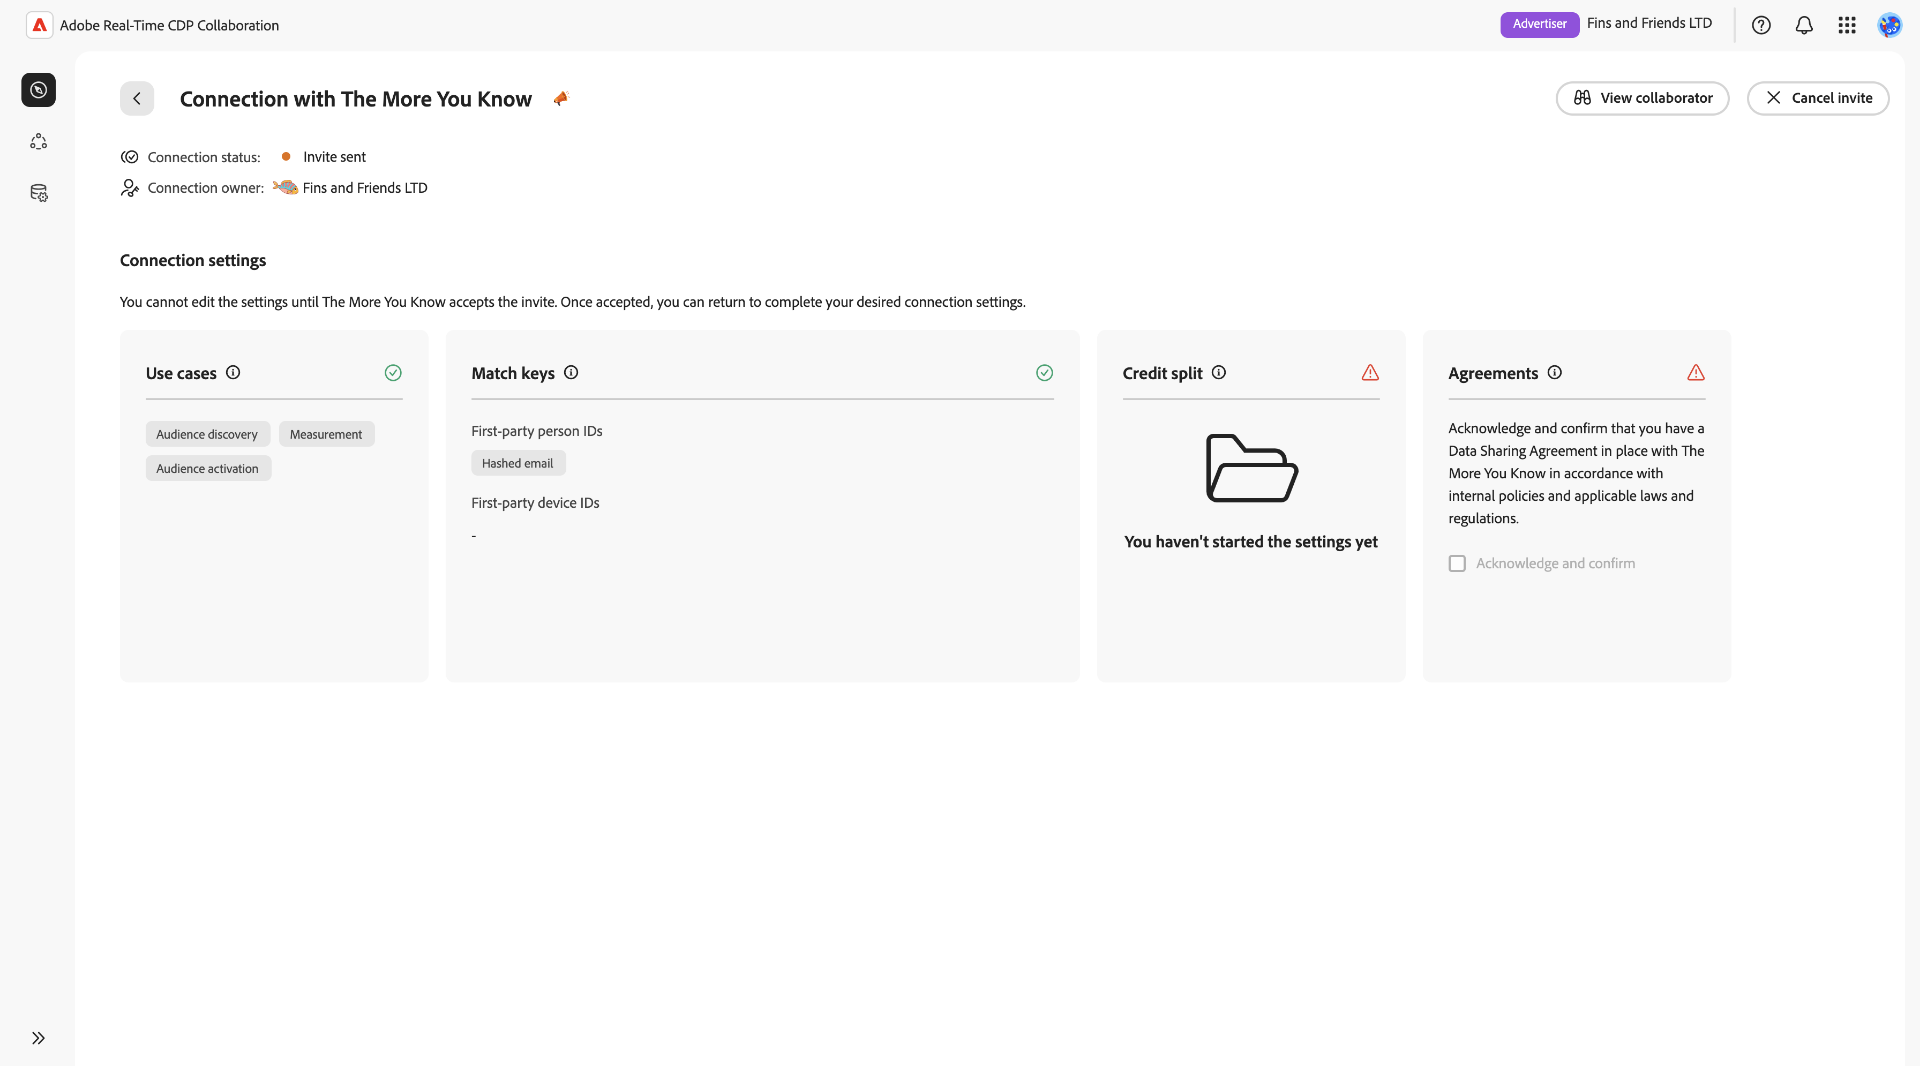 Adobe Real-Time CDP Collaboration
Advertiser Fins and Friends LTD
Connection with The More You Know
View collaborator
Cancel invite
Connection status: Invite sent
Connection owner: Fins and Friends LTD
Connection settings
You cannot edit the settings until The More You Know accepts the invite. Once accepted, you can return to complete your desired connection settings.
Use cases
Audience discovery Measurement
Audience activation
Match keys
First-party person IDs
Hashed email
First-party device IDs
-
Credit split
You haven't started the settings yet
Agreements
Acknowledge and confirm that you have a
Data Sharing Agreement in place with The
More You Know in accordance with
internal policies and applicable laws and
regulations.
Acknowledge and confirm